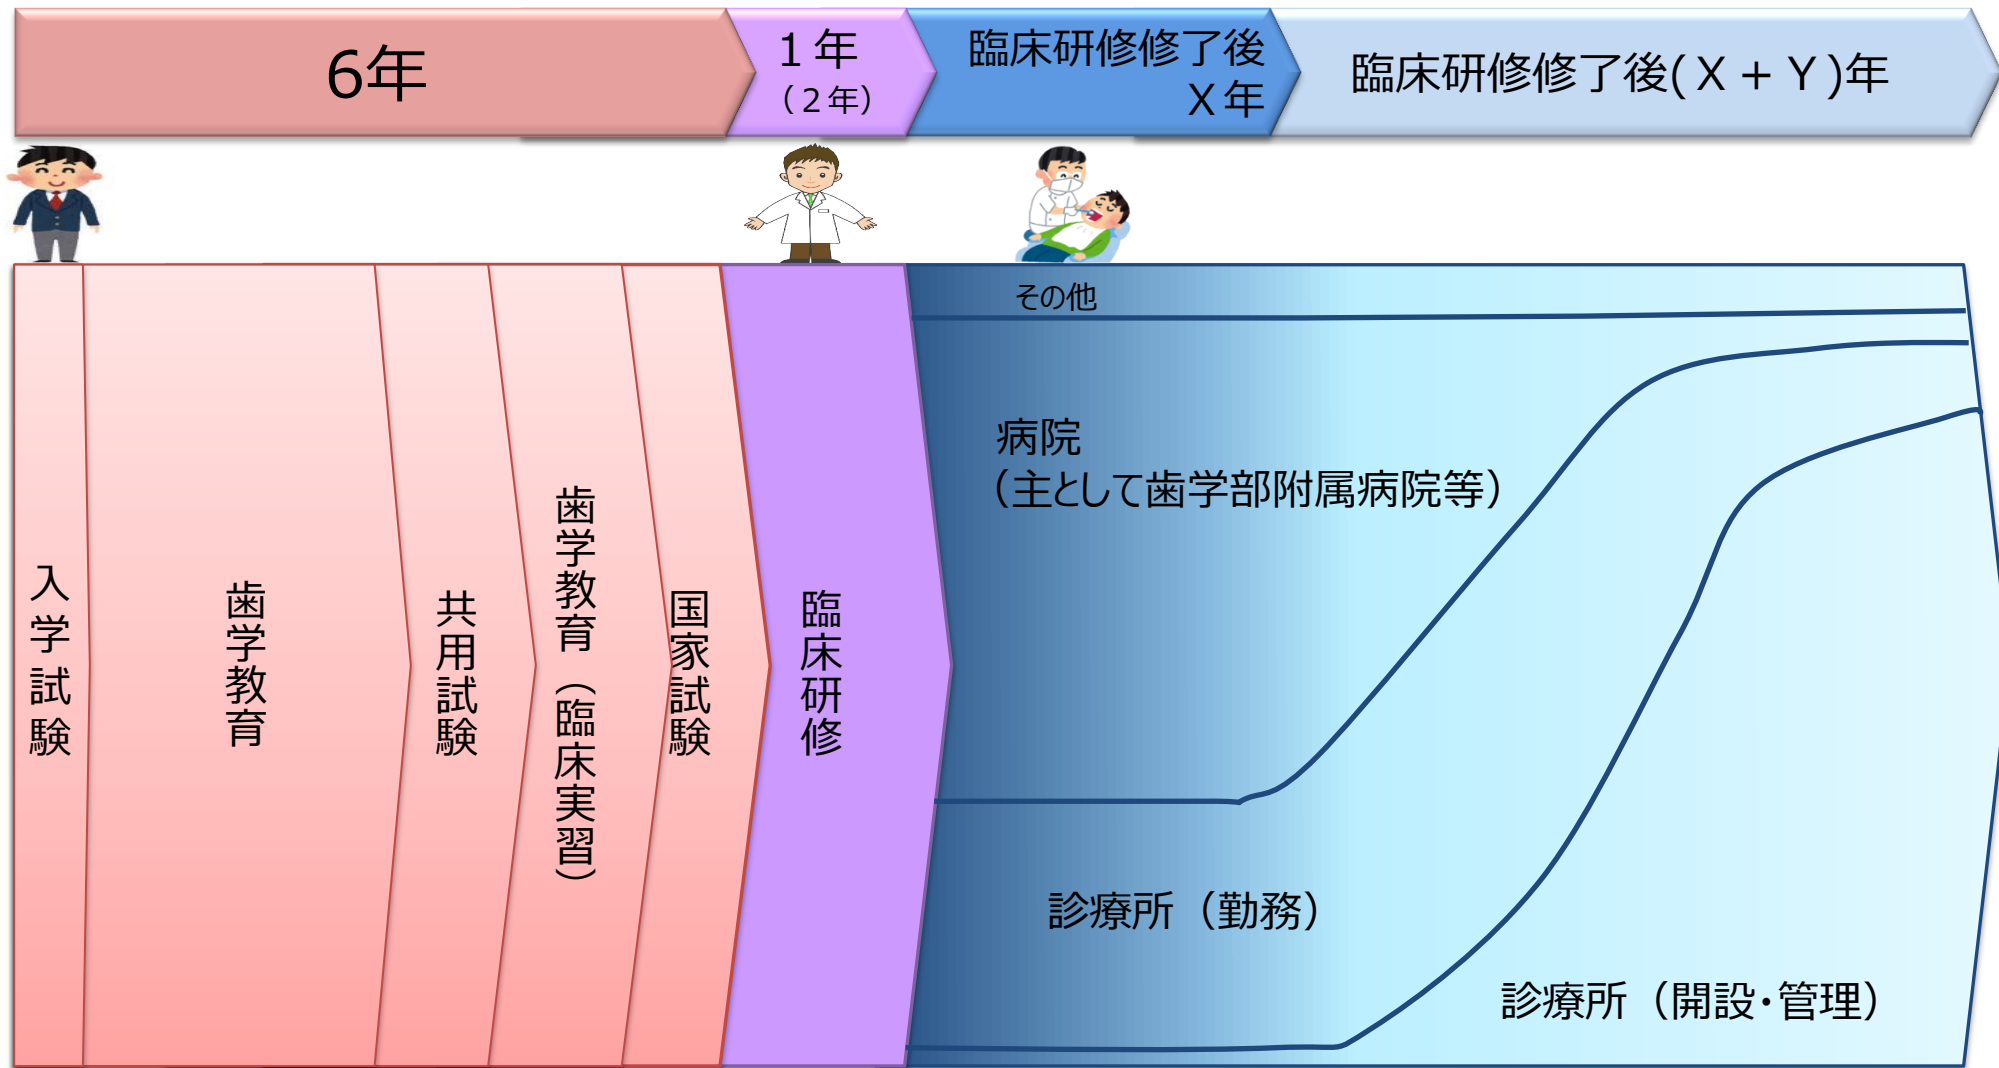 6年
1年
（2年）
臨床研修修了後
X年
臨床研修修了後(X+Y)年
入学試験
歯学教育
共用試験
歯学教育（臨床実習）
国家試験
臨床研修
その他
病院
（主として歯学部附属病院等）
診療所（勤務）
診療所（開設・管理）